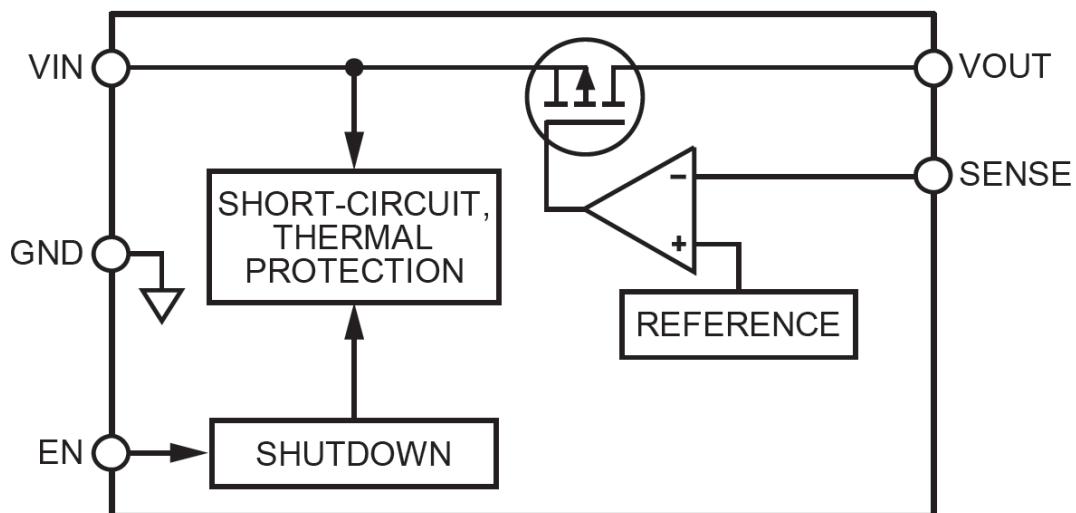 VIN
VOUT
SENSE
SHORT-CIRCUIT,
THERMAL
PROTECTION
GND
REFERENCE
EN
SHUTDOWN